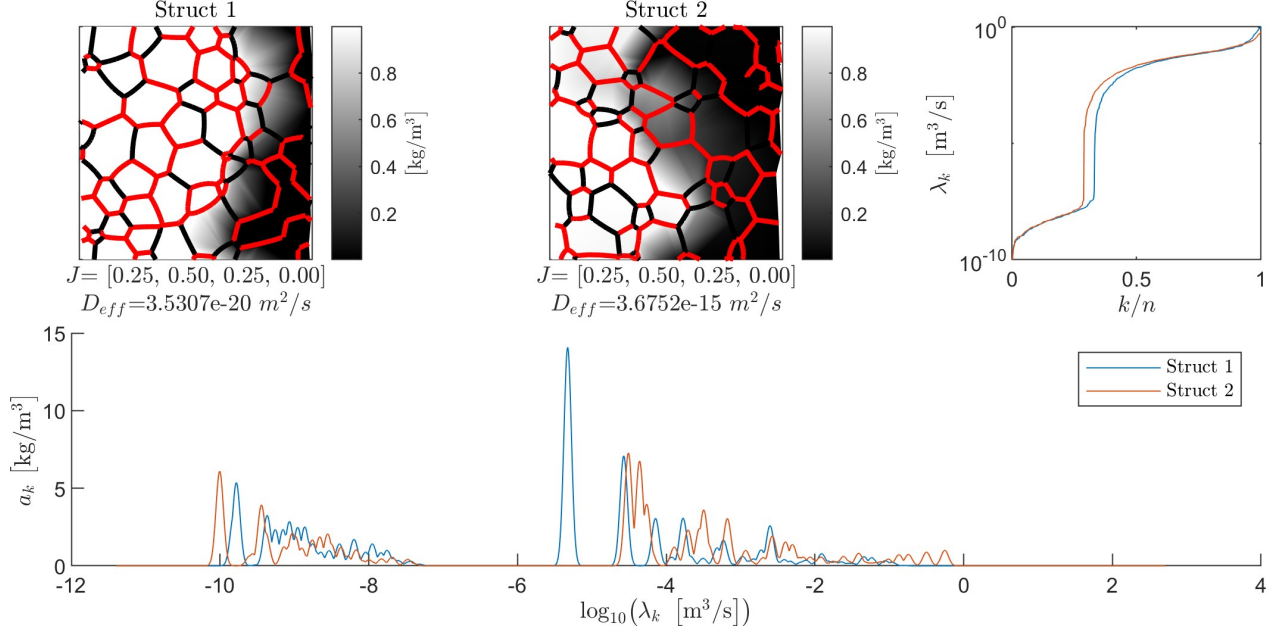 Struct 1
0.8
0.6
0.4
0.2
[kg/m³]
J= [0.25, 0.50, 0.25, 0.00]
D_eff=3.5307e-20 m²/s
Struct 2
0.8
0.6
0.4
0.2
[kg/m³]
J= [0.25, 0.50, 0.25, 0.00]
D_eff=3.6752e-15 m²/s
10⁰
10⁻¹⁰
λ_k [m³/s]
0
0.5
1
k/n
15
10
5
0
a_k [kg/m³]
-12
-10
-8
-6
-4
-2
0
2
4
log₁₀(λ_k [m³/s])
Struct 1
Struct 2